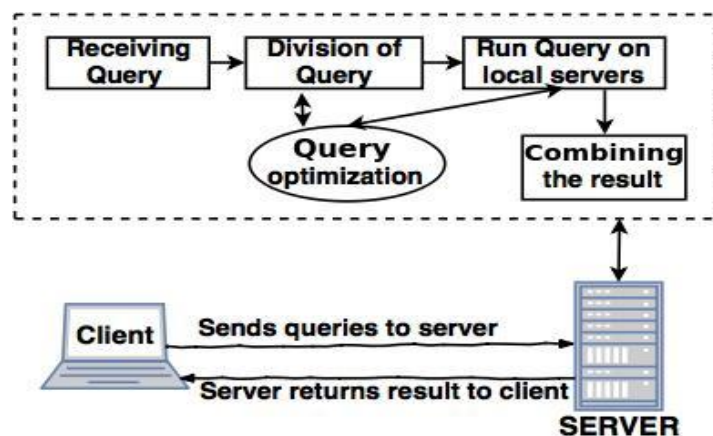 Receiving
Query
Division of
Query
Run Query on
local servers
Query
optimization
Combining
the result
Client
Sends queries to server
Server returns result to client
SERVER